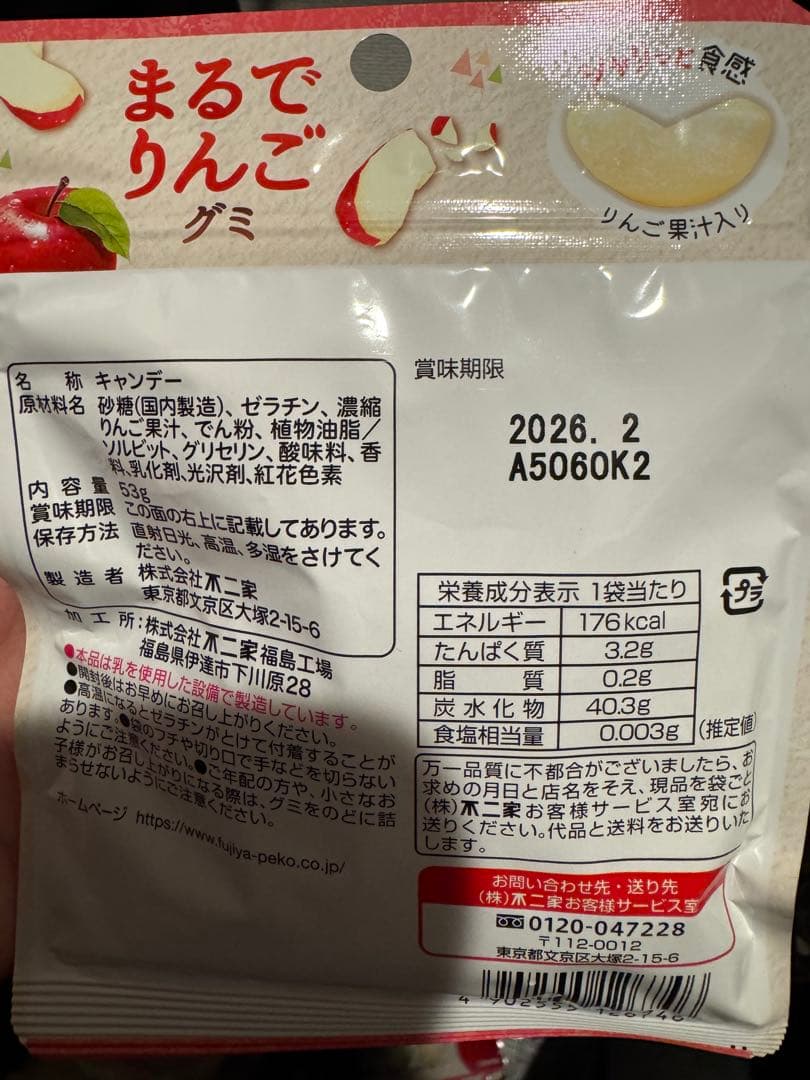 まるで
りんご
グミ
食感
りんご果汁入り
名称 キャンデー
原材料名 砂糖(国内製造)、ゼラチン、濃縮
りんご果汁、でん粉、植物油脂／
ソルビット、グリセリン、酸味料、香
料、乳化剤、光沢剤、紅花色素
内容量 53g
賞味期限 この面の右上に記載してあります。
保存方法 直射日光、高温、多湿をさけてく
ださい。
製造者 株式会社不二家
東京都文京区大塚2-15-6
加工所：株式会社不二家福島工場
福島県伊達市下川原28
●本品は乳を使用した設備で製造しています。
●開封後はお早めにお召し上がりください。
●高温になるとゼラチンがとけて付着することが
あります。●袋のフチや切り口で手などを切らない
ようにご注意ください。●ご年配の方や、小さなお
子様がお召し上がりになる際は、グミをのどに詰
まらせないようにご注意ください。
ホームページ https://www.fujiya-peko.co.jp/
賞味期限
2026. 2
A5060K2
栄養成分表示 1袋当たり
エネルギー 176kcal
たんぱく質 3.2g
脂質 0.2g
炭水化物 40.3g
食塩相当量 0.003g (推定値)
プラ
万一品質に不都合がございましたら、お
求めの月日と店名をそえ、現品を袋ごと
(株)不二家お客様サービス室宛にお
送りください。代品と送料をお送りいた
します。
お問い合わせ先・送り先
(株)不二家お客様サービス室
0120-047228
〒112-0012
東京都文京区大塚2-15-6